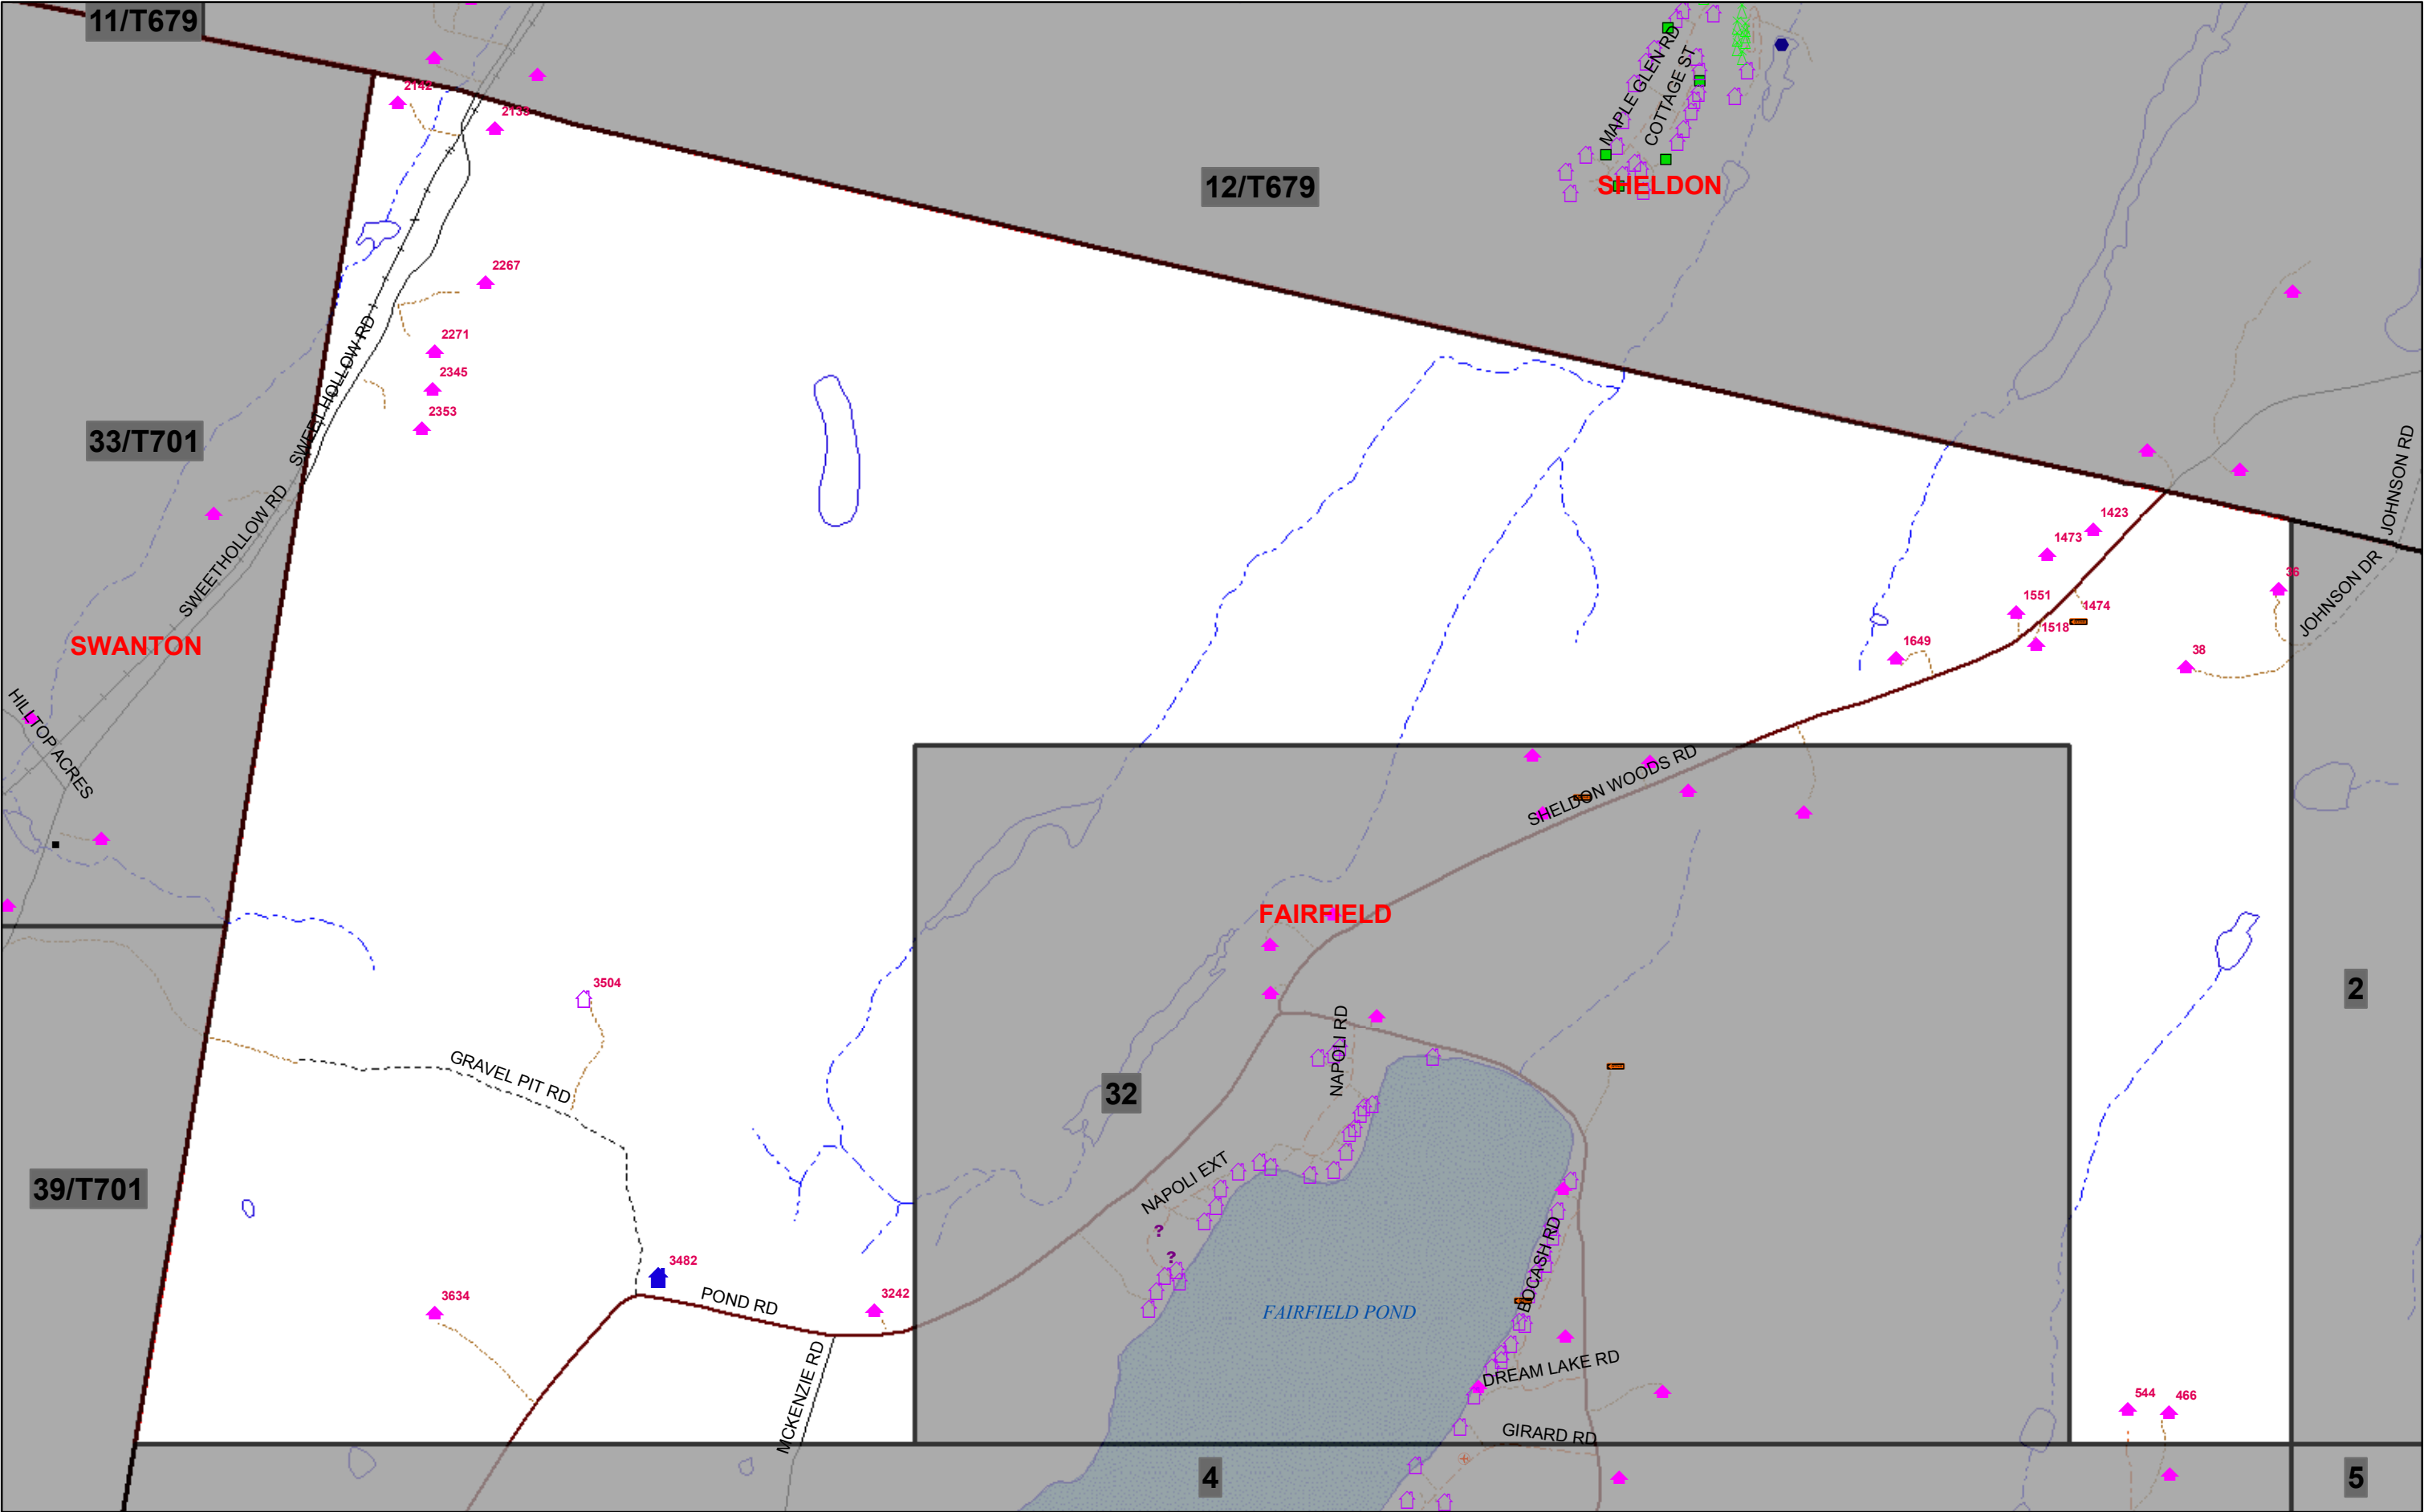 11/T679
MAPLE GLEN RD
COTTAGE ST
2142
2139
12/T679
SHELDON
2267
2271
2345
2353
SWEETHOLLOW RD
33/T701
SWEETHOLLOW RD
SWANTON
HILLTOP ACRES
JOHNSON RD
JOHNSON DR
1423
1473
36
1551
1474
1518
1649
38
SHELDON WOODS RD
FAIRFIELD
3504
2
GRAVEL PIT RD
NAPOLI RD
32
39/T701
NAPOLI EXT
?
?
BOCASH RD
3482
3634
POND RD
3242
FAIRFIELD POND
MCKENZIE RD
DREAM LAKE RD
544
466
GIRARD RD
4
5